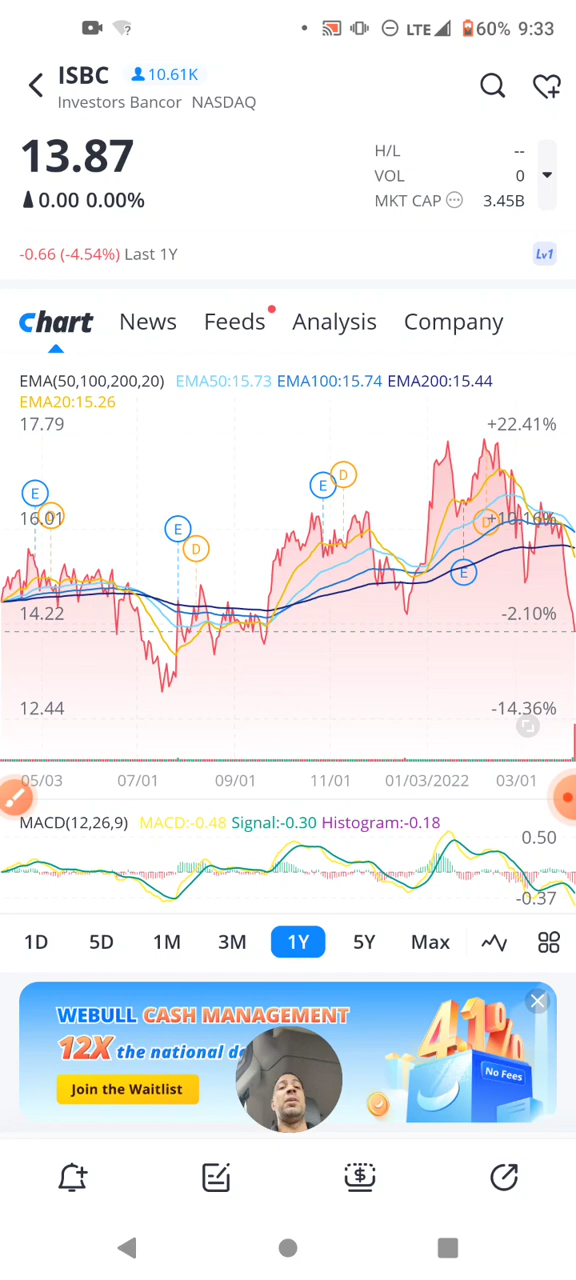 LTE 60% 9:33
ISBC 10.61K
Investors Bancor NASDAQ
13.87
0.00 0.00%
H/L --
VOL 0
MKT CAP 3.45B
-0.66 (-4.54%) Last 1Y
Lv1
Chart News Feeds Analysis Company
EMA(50,100,200,20) EMA50:15.73 EMA100:15.74 EMA200:15.44
EMA20:15.26
17.79 +22.41%
E D E D
E D
16.01 D +10.16%
D
E
14.22 -2.10%
12.44 -14.36%
05/03 07/01 09/01 11/01 01/03/2022 03/01
MACD(12,26,9) MACD:-0.48 Signal:-0.30 Histogram:-0.18
0.50
-0.37
1D 5D 1M 3M 1Y 5Y Max
WEBULL CASH MANAGEMENT
12X the national
Join the Waitlist
4.1%
No Fees